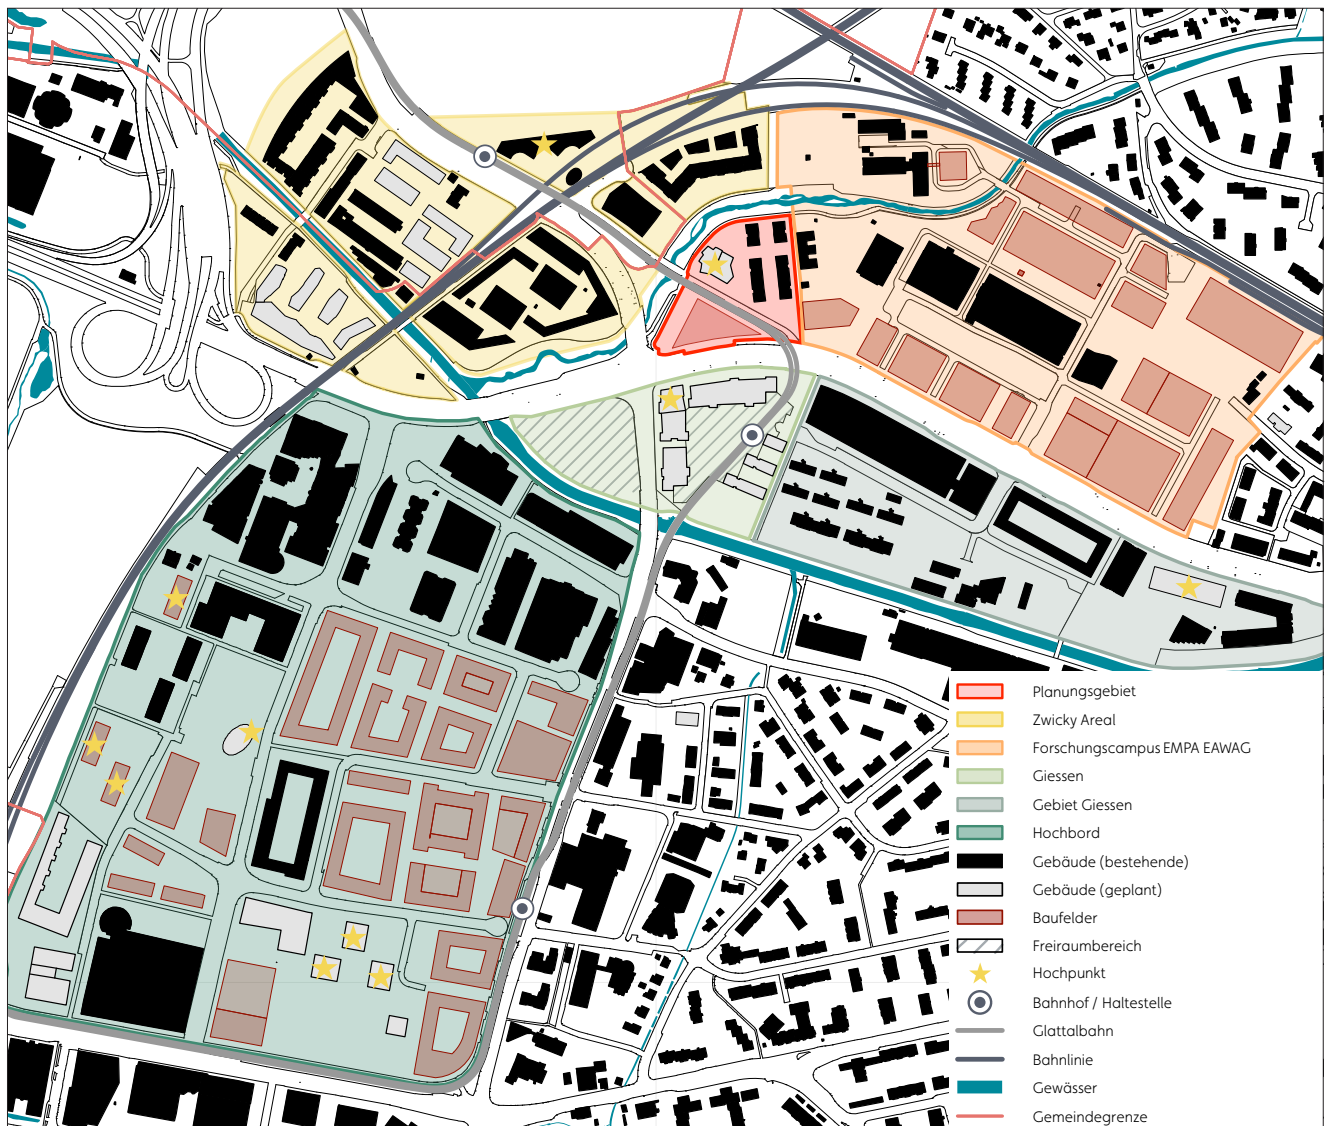 Planungsgebiet
Zwicky Areal
Forschungscampus EMPA EAWAG
Giessen
Gebiet Giessen
Hochbord
Gebäude (bestehende)
Gebäude (geplant)
Baufelder
Freiraumbereich
Hochpunkt
Bahnhof / Haltestelle
Glattalbahn
Bahnlinie
Gewässer
Gemeindegrenze